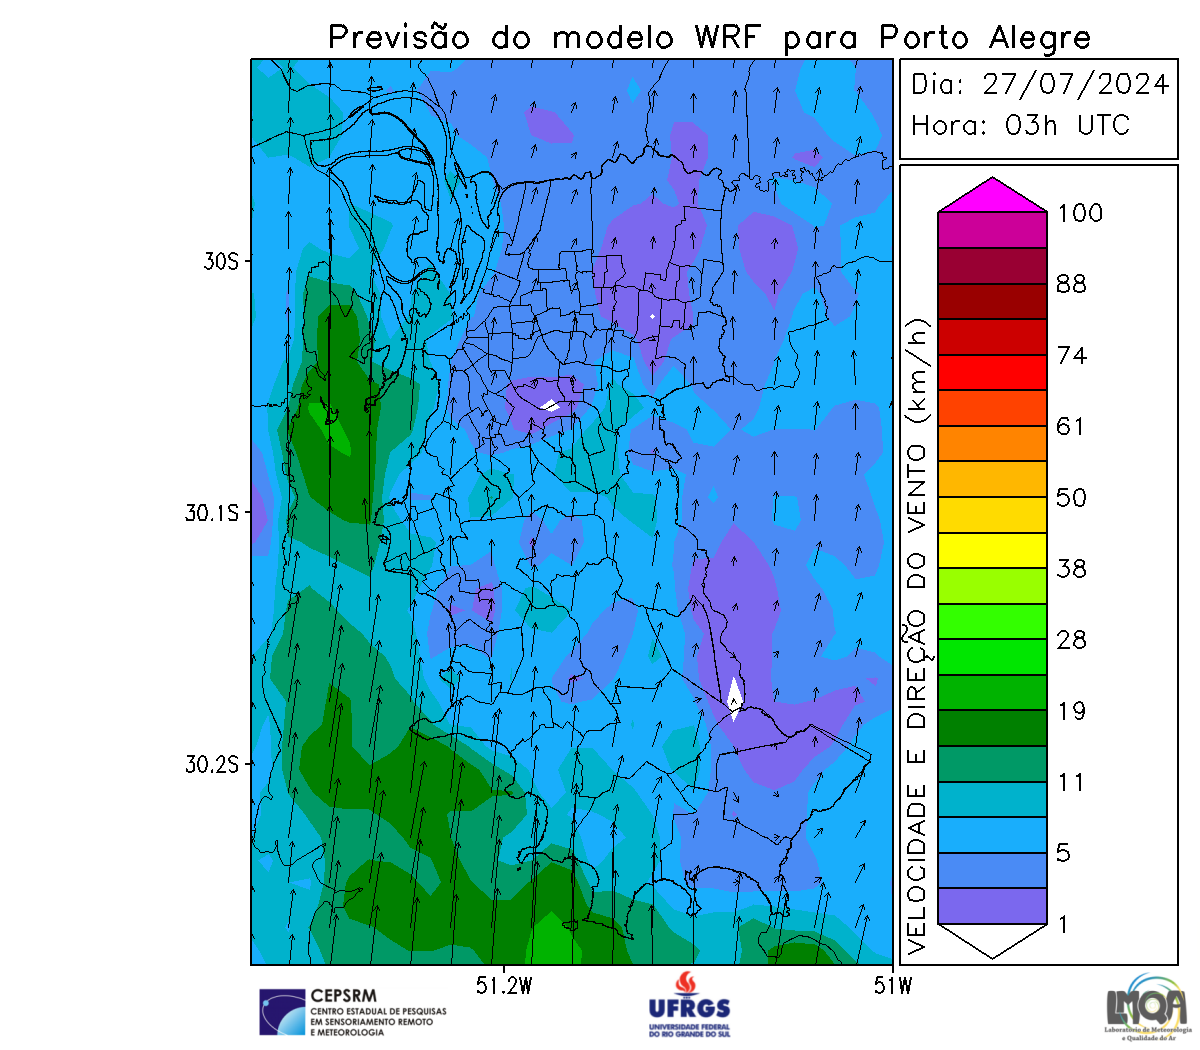 Previsão do modelo WRF para Porto Alegre
Dia: 27/07/2024
Hora: 03h UTC
30S
30.1S
30.2S
51.2W
51W
VELOCIDADE E DIREÇÃO DO VENTO (km/h)
100
88
74
61
50
38
28
19
11
5
1
CEPSRM
CENTRO ESTADUAL DE PESQUISAS
EM SENSORIAMENTO REMOTO
E METEOROLOGIA
UFRGS
UNIVERSIDADE FEDERAL
DO RIO GRANDE DO SUL
LMQA
Laboratório de Meteorologia
e Qualidade do Ar